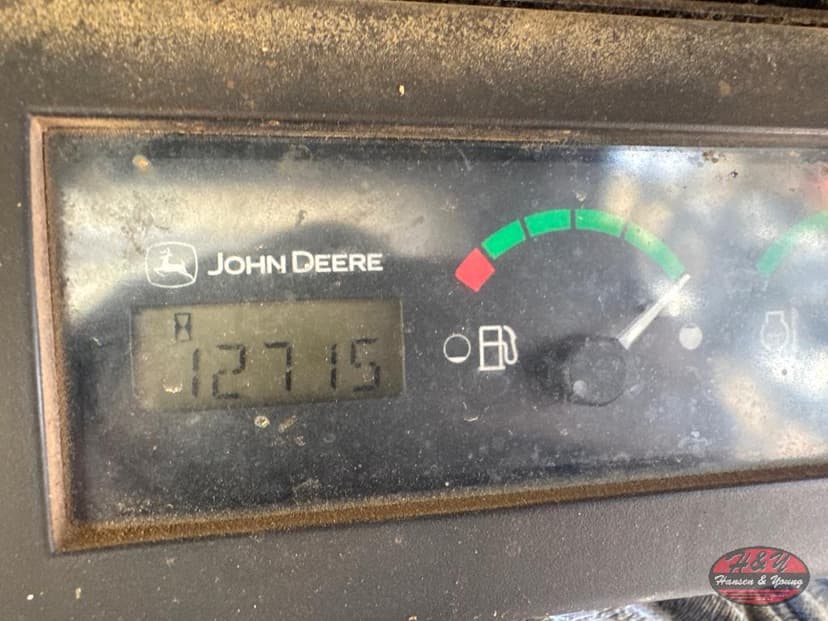 JOHN DEERE
12715
H&Y
Hansen & Young